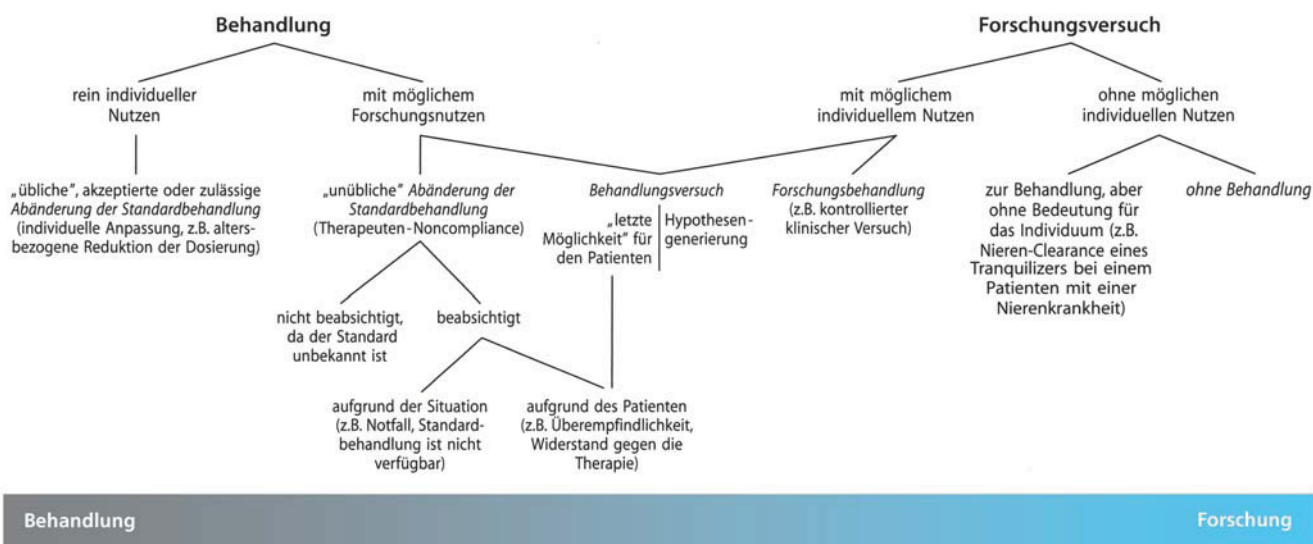 Behandlung
Forschungsversuch
rein individueller
Nutzen
mit möglichem
Forschungsnutzen
mit möglichem
individuellem Nutzen
ohne möglichen
individuellen Nutzen
„übliche", akzeptierte oder zulässige
Abänderung der Standardbehandlung
(individuelle Anpassung, z.B. alters-
bezogene Reduktion der Dosierung)
„unübliche" Abänderung der
Standardbehandlung
(Therapeuten-Noncompliance)
Behandlungsversuch
„letzte
Möglichkeit" für
den Patienten
Hypothesen-
generierung
Forschungsbehandlung
(z.B. kontrollierter
klinischer Versuch)
zur Behandlung, aber
ohne Bedeutung für
das Individuum (z.B.
Nieren-Clearance eines
Tranquilizers bei einem
Patienten mit einer
Nierenkrankheit)
ohne Behandlung
nicht beabsichtigt,
da der Standard
unbekannt ist
beabsichtigt
aufgrund der Situation
(z.B. Notfall, Standard-
behandlung ist nicht
verfügbar)
aufgrund des Patienten
(z.B. Überempfindlichkeit,
Widerstand gegen die
Therapie)
Behandlung
Forschung